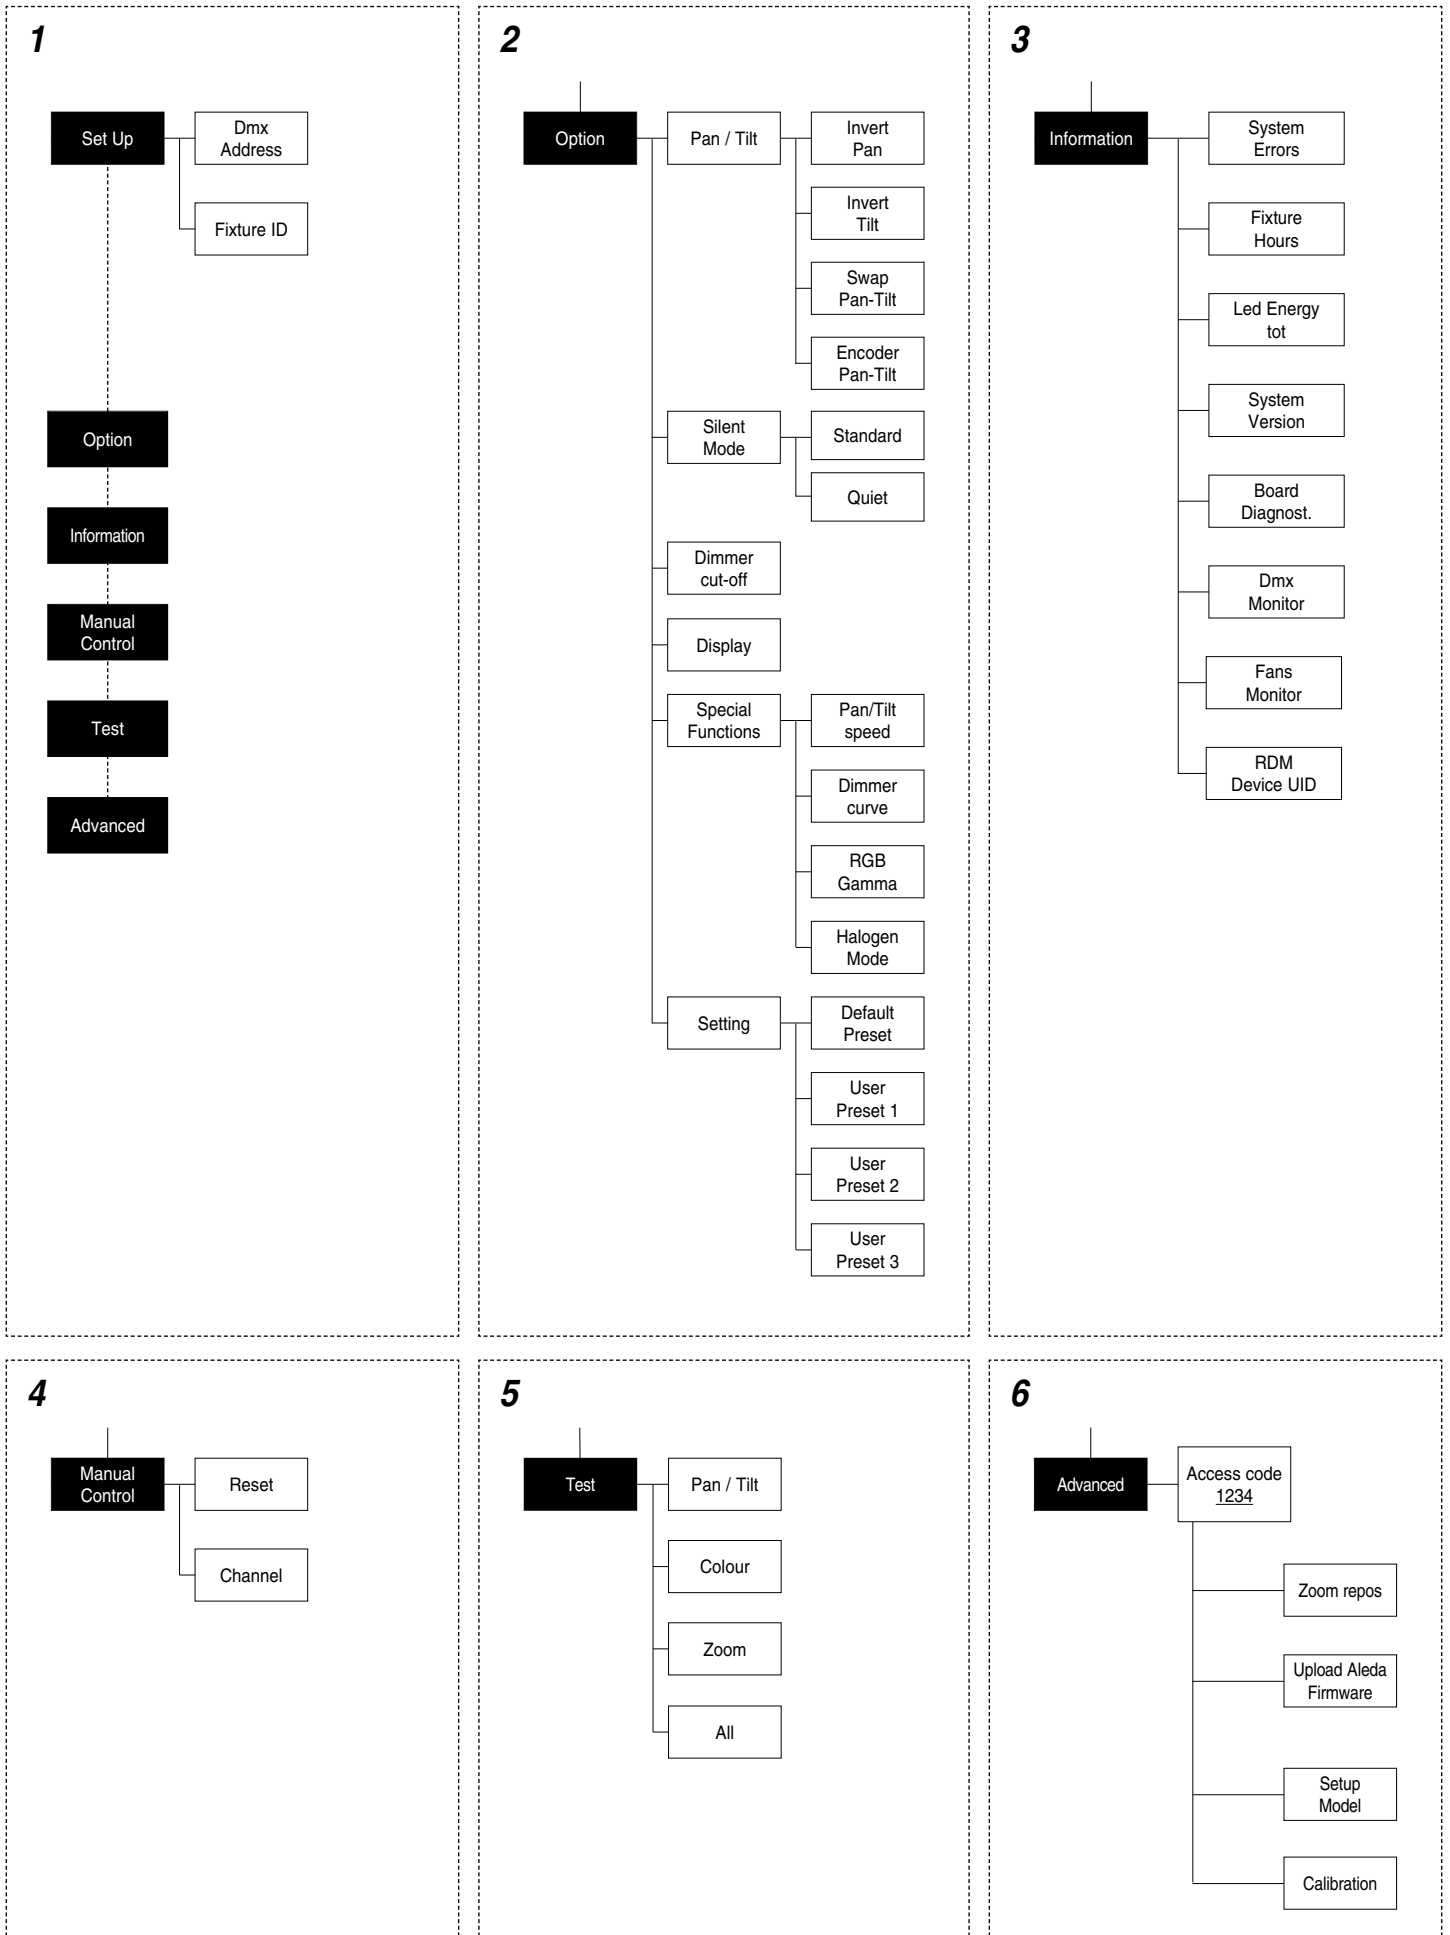 1
Set Up
Dmx
Address
Fixture ID
Option
Information
Manual
Control
Test
Advanced
2
Option
Pan / Tilt
Invert
Pan
Invert
Tilt
Swap
Pan-Tilt
Encoder
Pan-Tilt
Silent
Mode
Standard
Quiet
Dimmer
cut-off
Display
Special
Functions
Pan/Tilt
speed
Dimmer
curve
RGB
Gamma
Halogen
Mode
Setting
Default
Preset
User
Preset 1
User
Preset 2
User
Preset 3
3
Information
System
Errors
Fixture
Hours
Led Energy
tot
System
Version
Board
Diagnost.
Dmx
Monitor
Fans
Monitor
RDM
Device UID
4
Manual
Control
Reset
Channel
5
Test
Pan / Tilt
Colour
Zoom
All
6
Advanced
Access code
1234
Zoom repos
Upload Aleda
Firmware
Setup
Model
Calibration